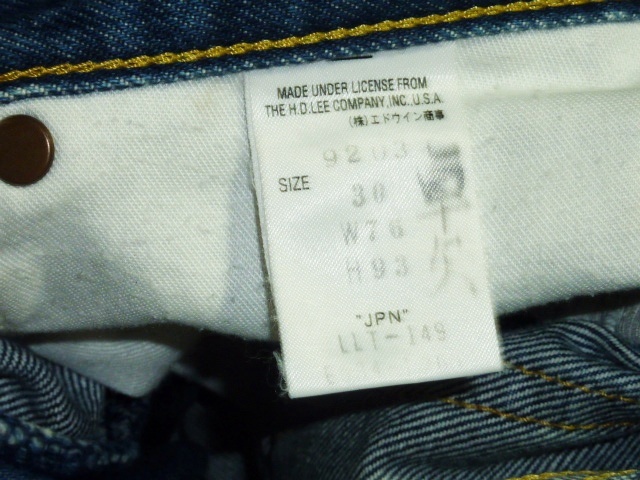 MADE UNDER LICENSE FROM
THE H.D.LEE COMPANY,INC.,U.S.A.
(株)エドウイン商事
9203
SIZE 30
W76
H93
"JPN"
LLT-149